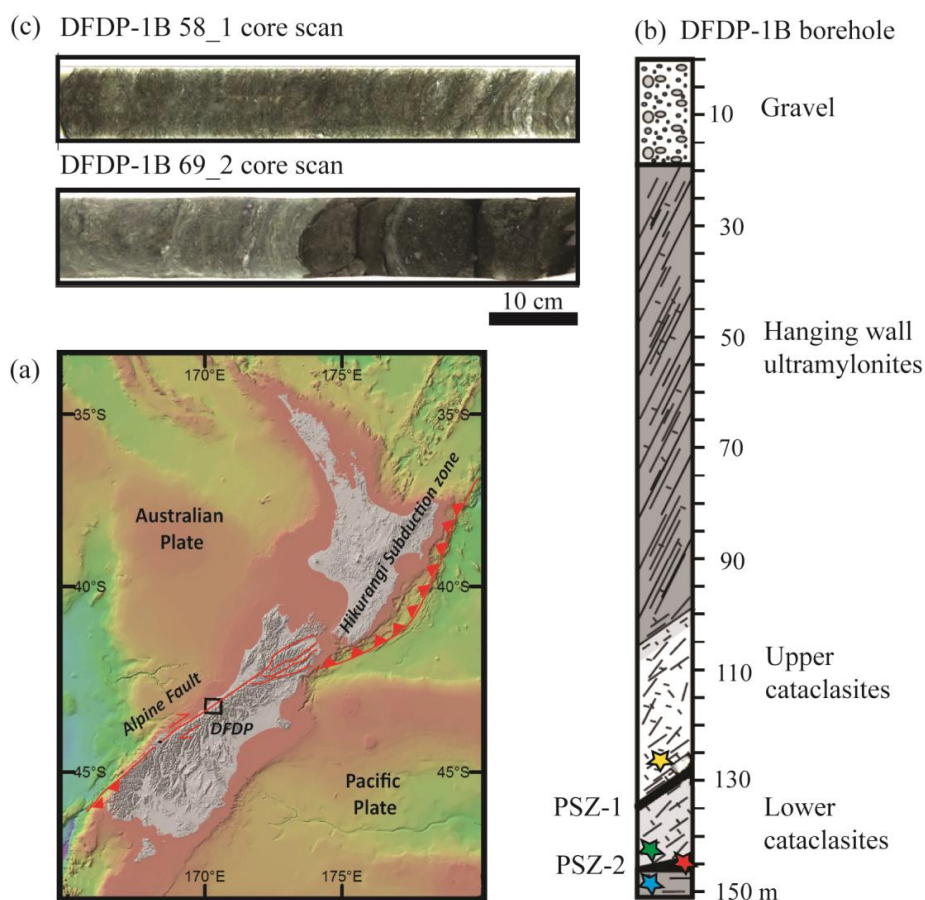 (c) DFDP-1B 58_1 core scan
DFDP-1B 69_2 core scan
10 cm
(a)
170°E
175°E
35°S
35°S
Australian
Plate
Hikurangi Subduction zone
40°S
40°S
Alpine Fault
DFDP
45°S
45°S
Pacific
Plate
170°E
175°E
(b) DFDP-1B borehole
10
Gravel
30
50
Hanging wall
ultramylonites
70
90
110
Upper
cataclasites
130
PSZ-1
Lower
cataclasites
PSZ-2
150 m